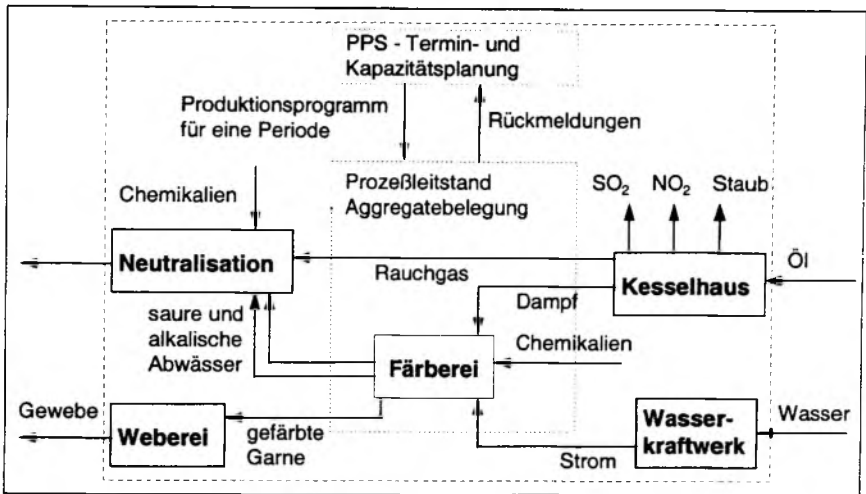 PPS - Termin- und
Kapazitätsplanung
Produktionsprogramm
für eine Periode
Rückmeldungen
Chemikalien
Prozeßleitstand
Aggregatebelegung
SO₂
NO₂
Staub
Neutralisation
Rauchgas
Kesselhaus
Öl
Dampf
saure und
alkalische
Abwässer
Färberei
Chemikalien
Gewebe
Weberei
gefärbte
Garne
Strom
Wasser-
kraftwerk
Wasser